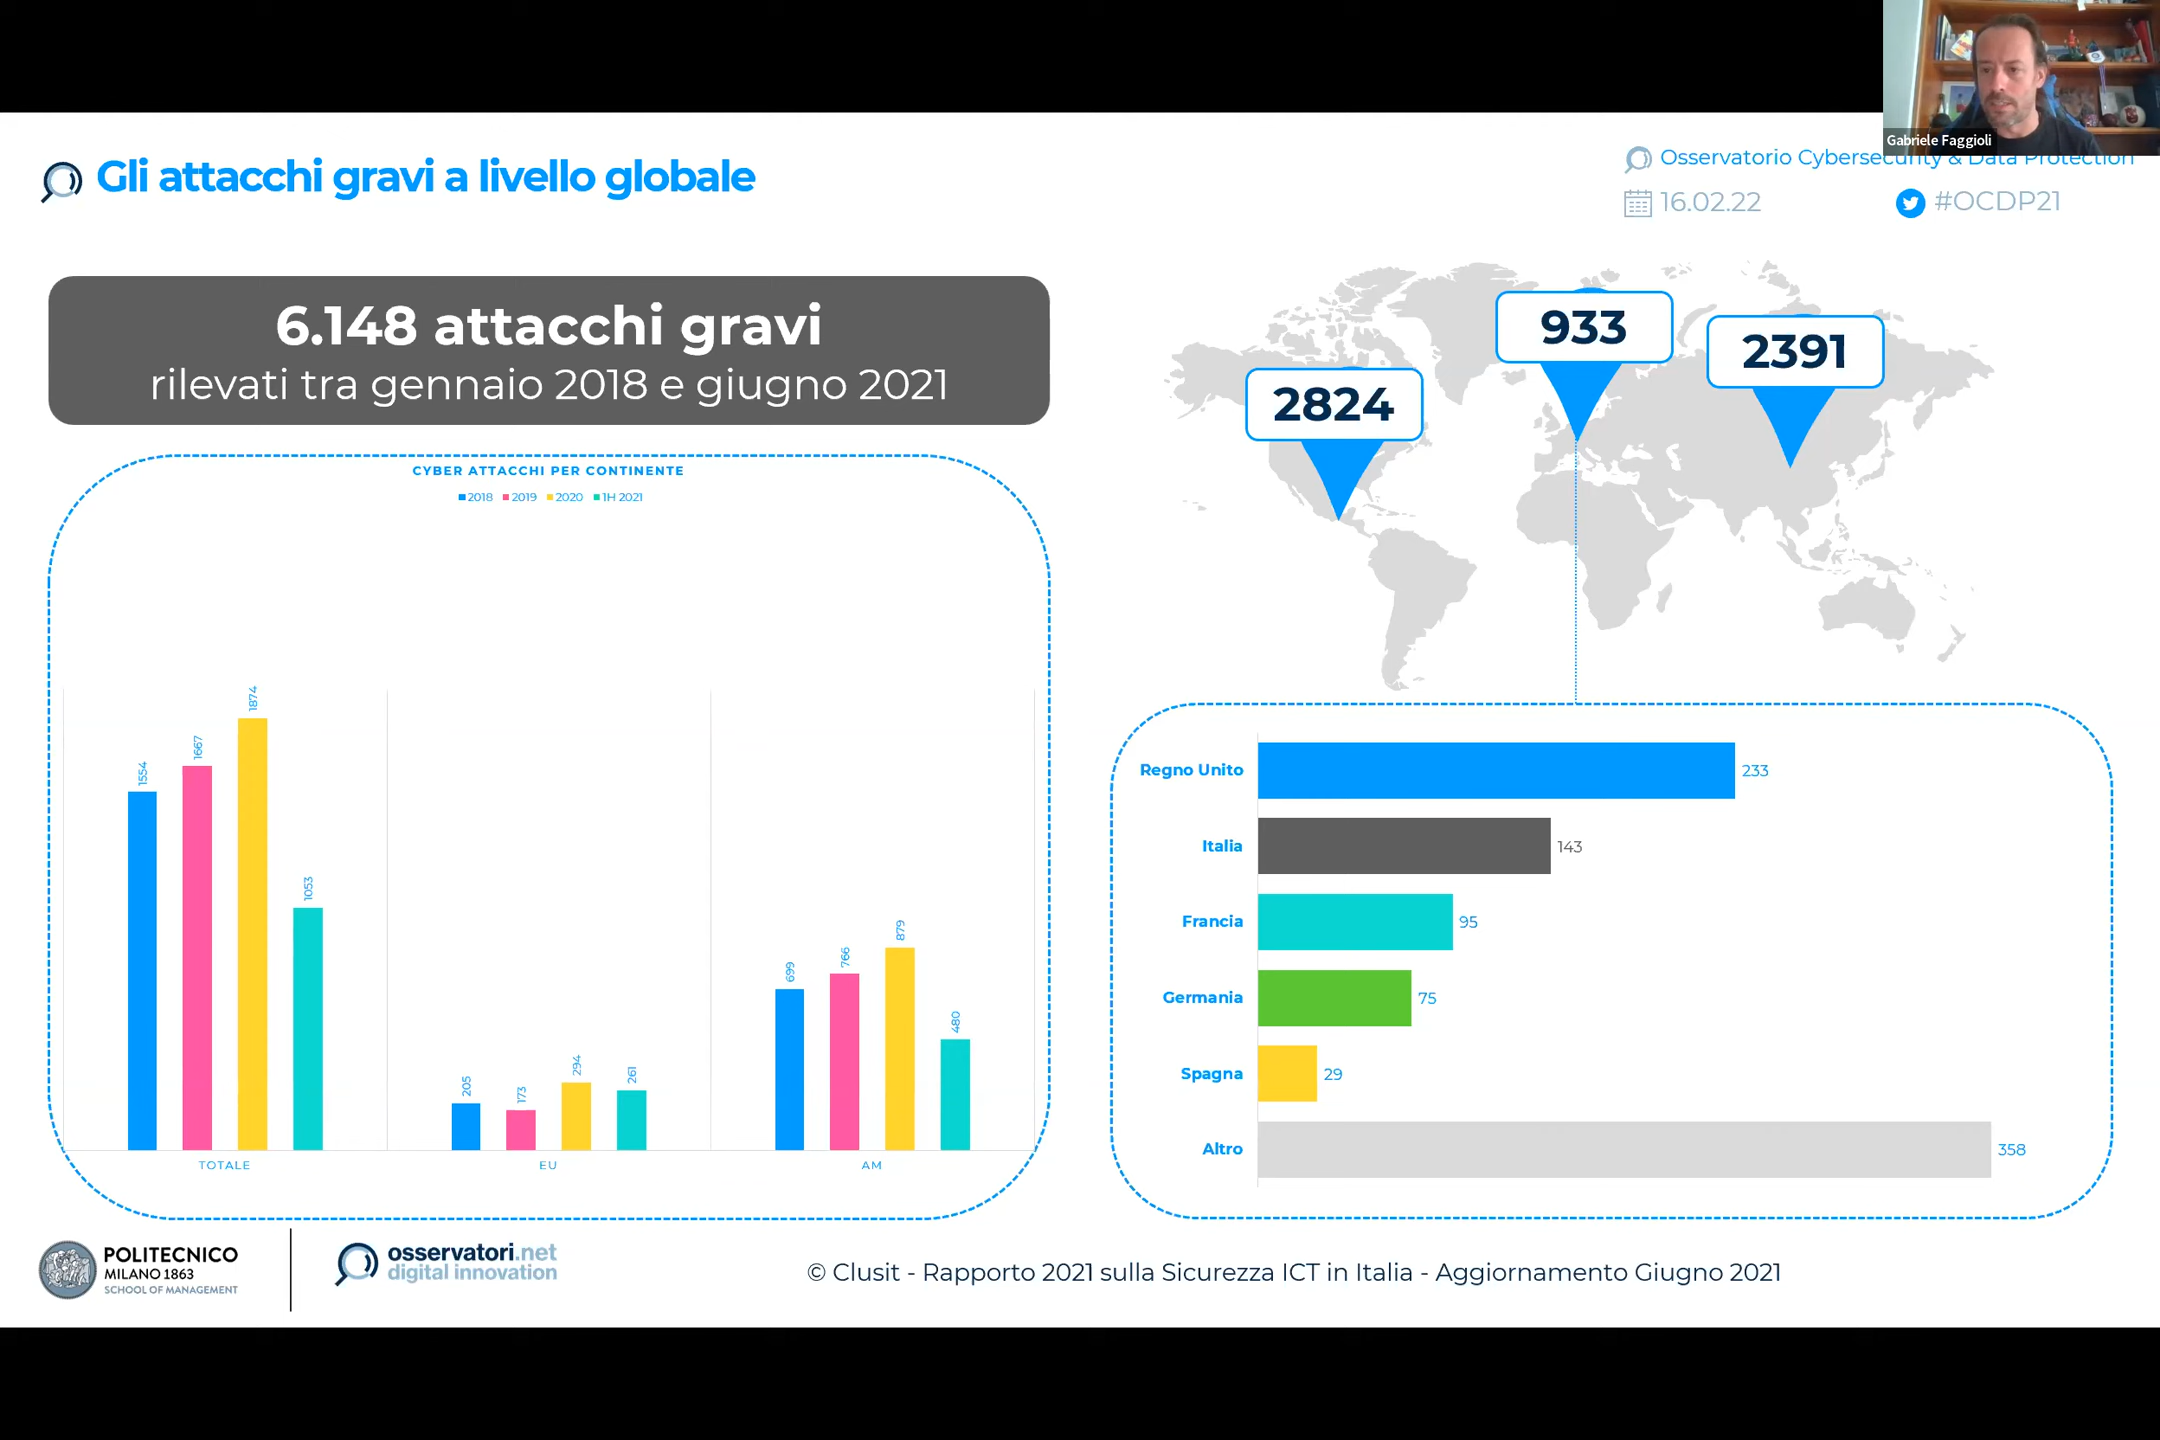 Gabriele Faggioli
Gli attacchi gravi a livello globale
Osservatorio Cybersecurity & Data Protection
16.02.22
#OCDP21
6.148 attacchi gravi
rilevati tra gennaio 2018 e giugno 2021
2824
933
2391
CYBER ATTACCHI PER CONTINENTE
2018 2019 2020 1H 2021
1554
1667
1874
1053
205
173
294
261
699
766
879
480
TOTALE
EU
AM
Regno Unito 233
Italia 143
Francia 95
Germania 75
Spagna 29
Altro 358
POLITECNICO
MILANO 1863
SCHOOL OF MANAGEMENT
osservatori.net
digital innovation
© Clusit - Rapporto 2021 sulla Sicurezza ICT in Italia - Aggiornamento Giugno 2021